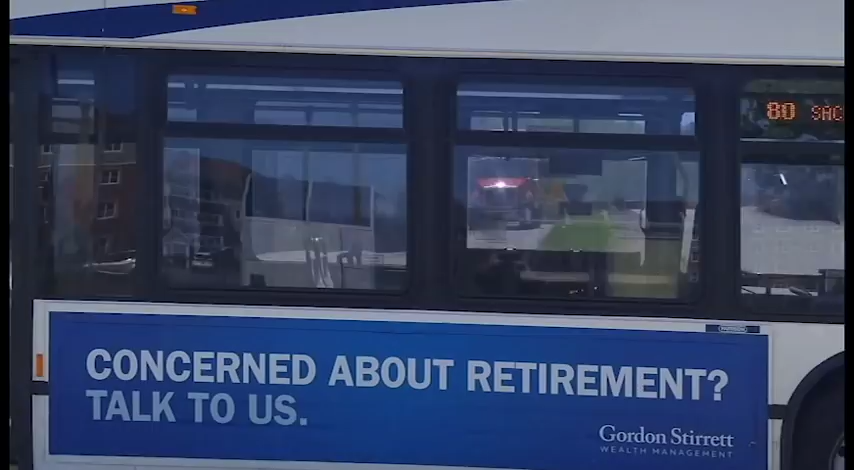 80 SAC
CONCERNED ABOUT RETIREMENT?
TALK TO US.
Gordon Stirrett
WEALTH MANAGEMENT